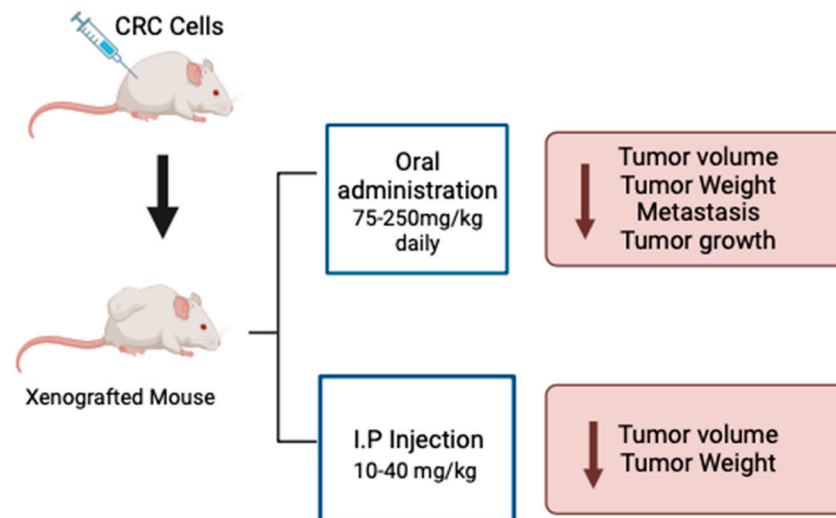 CRC Cells
Xenografted Mouse
Oral
administration
75-250mg/kg
daily
Tumor volume
Tumor Weight
Metastasis
Tumor growth
I.P Injection
10-40 mg/kg
Tumor volume
Tumor Weight